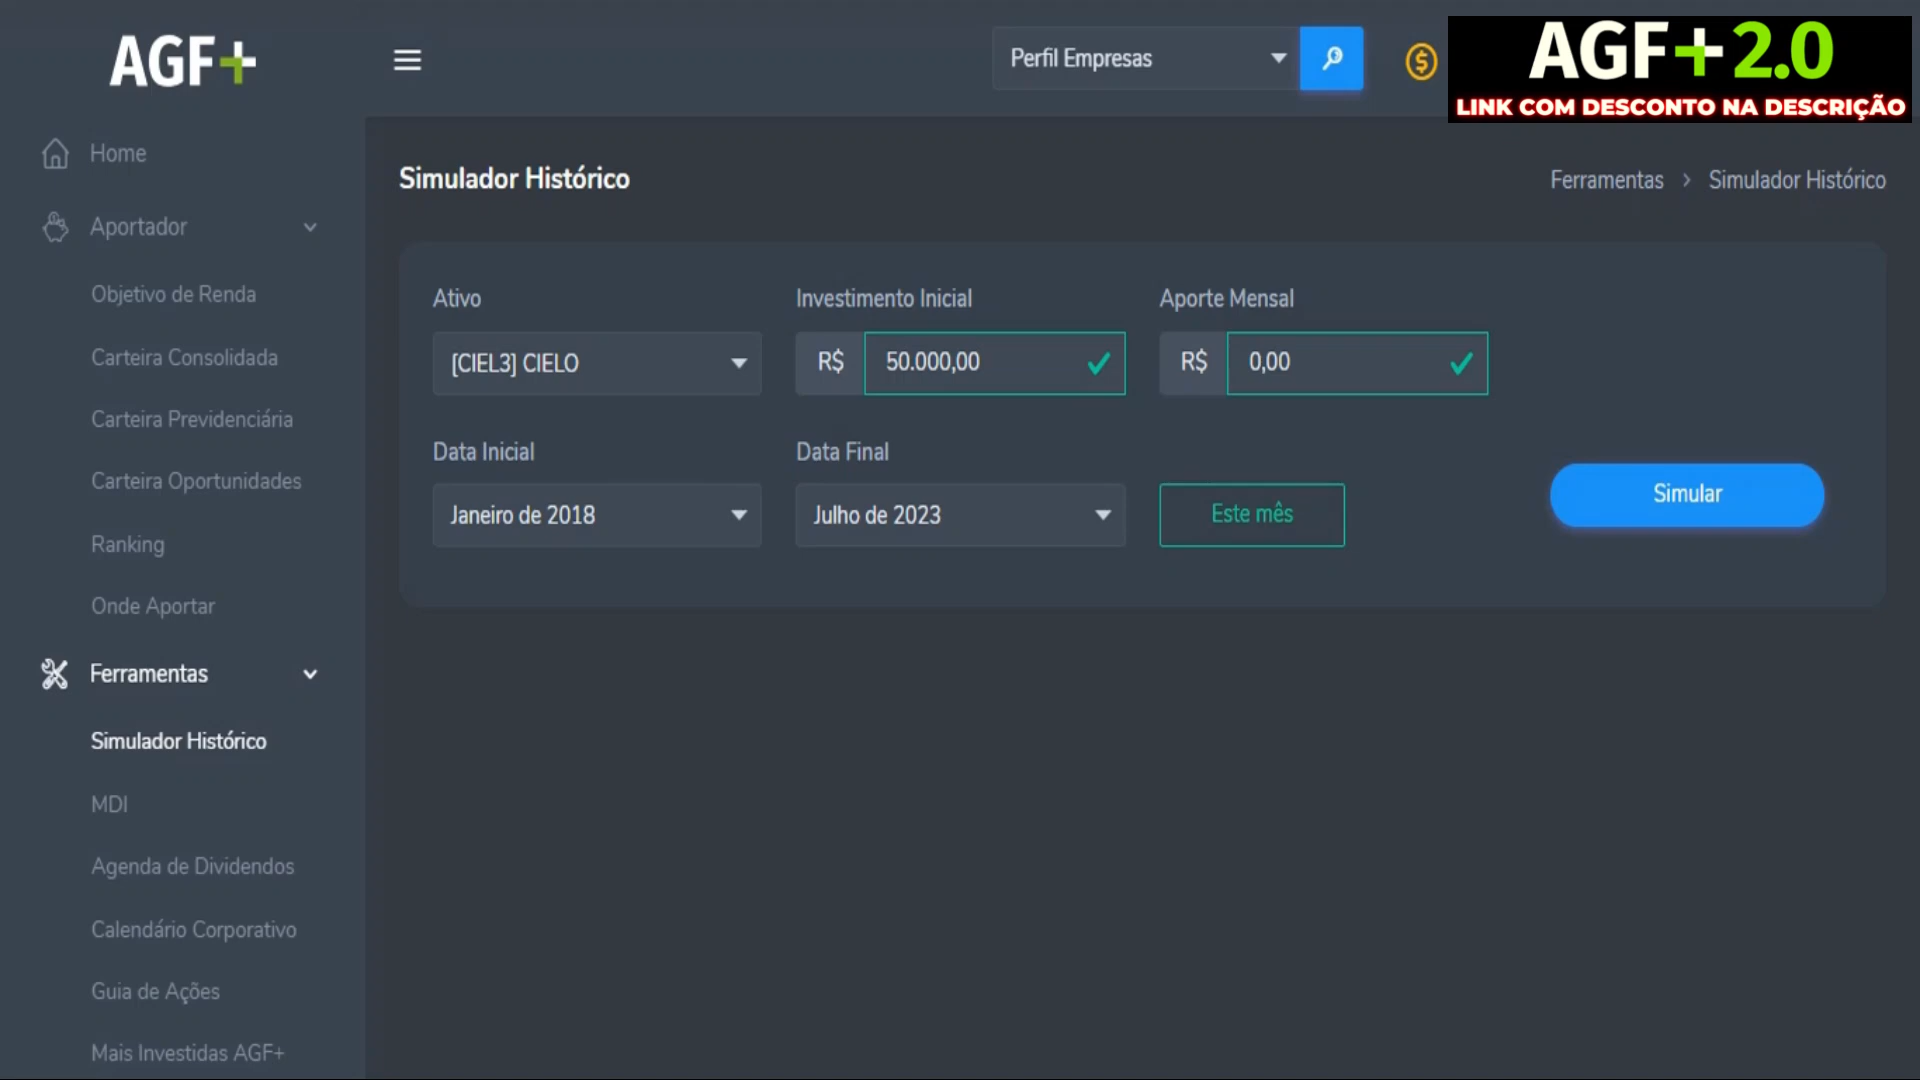 AGF+
Perfil Empresas
AGF+2.0
LINK COM DESCONTO NA DESCRIÇÃO
Home
Aportador
Objetivo de Renda
Carteira Consolidada
Carteira Previdenciária
Carteira Oportunidades
Ranking
Onde Aportar
Ferramentas
Simulador Histórico
MDI
Agenda de Dividendos
Calendário Corporativo
Guia de Ações
Mais Investidas AGF+
Simulador Histórico
Ferramentas > Simulador Histórico
Ativo
[CIEL3] CIELO
Investimento Inicial
R$ 50.000,00
Aporte Mensal
R$ 0,00
Data Inicial
Janeiro de 2018
Data Final
Julho de 2023
Este mês
Simular